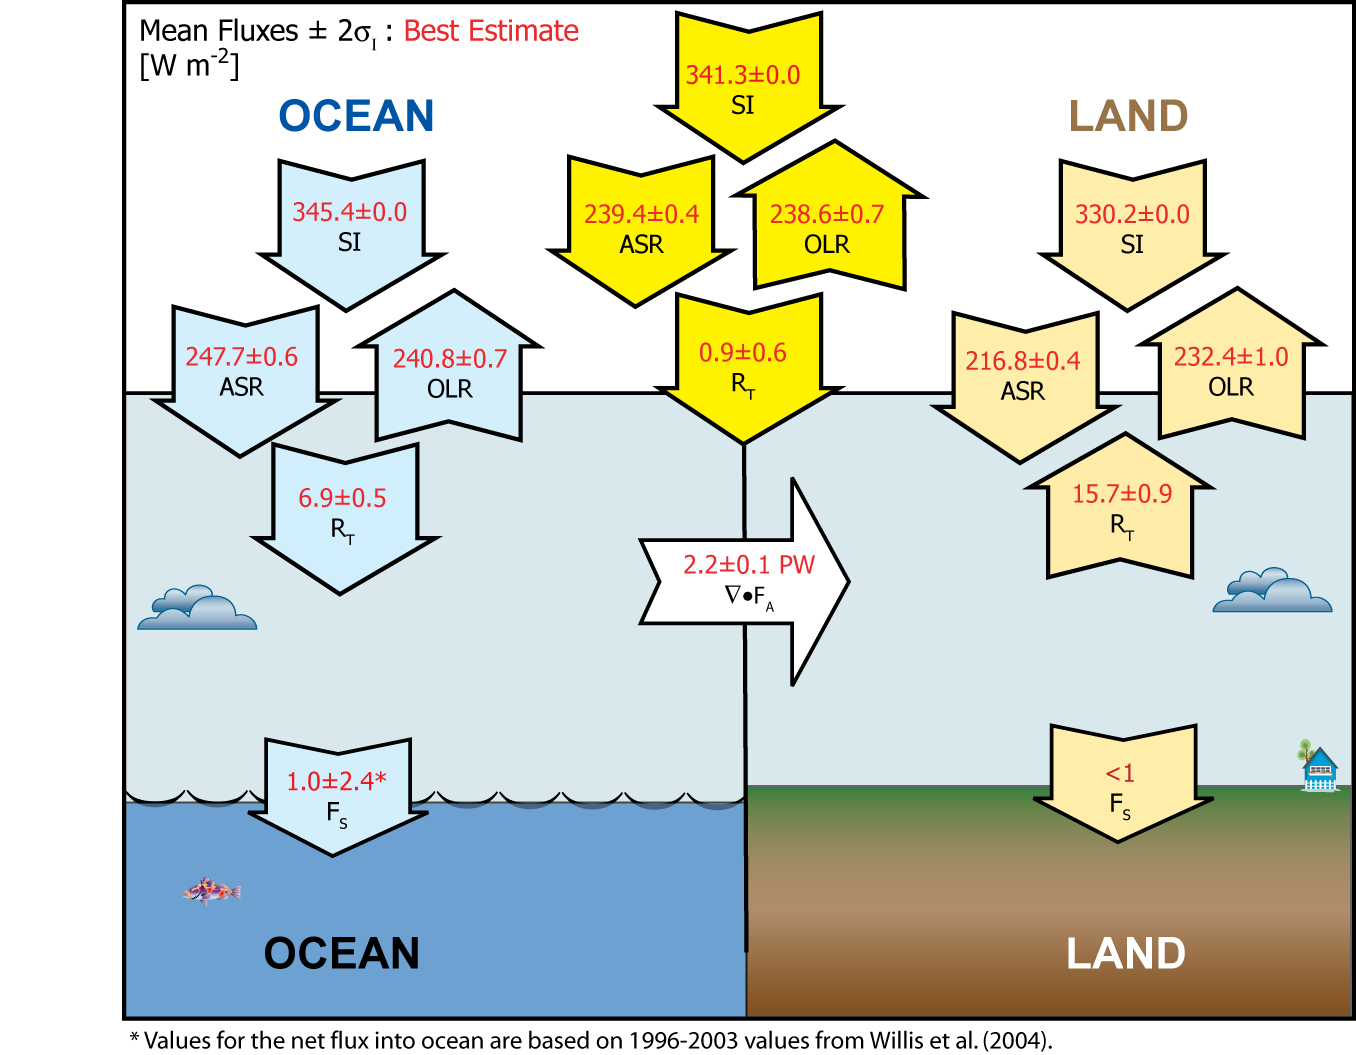 Mean Fluxes ± 2σI : Best Estimate
[W m-2]
OCEAN
LAND
341.3±0.0
SI
345.4±0.0
SI
239.4±0.4
ASR
238.6±0.7
OLR
330.2±0.0
SI
247.7±0.6
ASR
240.8±0.7
OLR
0.9±0.6
RT
216.8±0.4
ASR
232.4±1.0
OLR
6.9±0.5
RT
15.7±0.9
RT
2.2±0.1 PW
∇•FA
1.0±2.4*
FS
<1
FS
OCEAN
LAND
* Values for the net flux into ocean are based on 1996-2003 values from Willis et al. (2004).